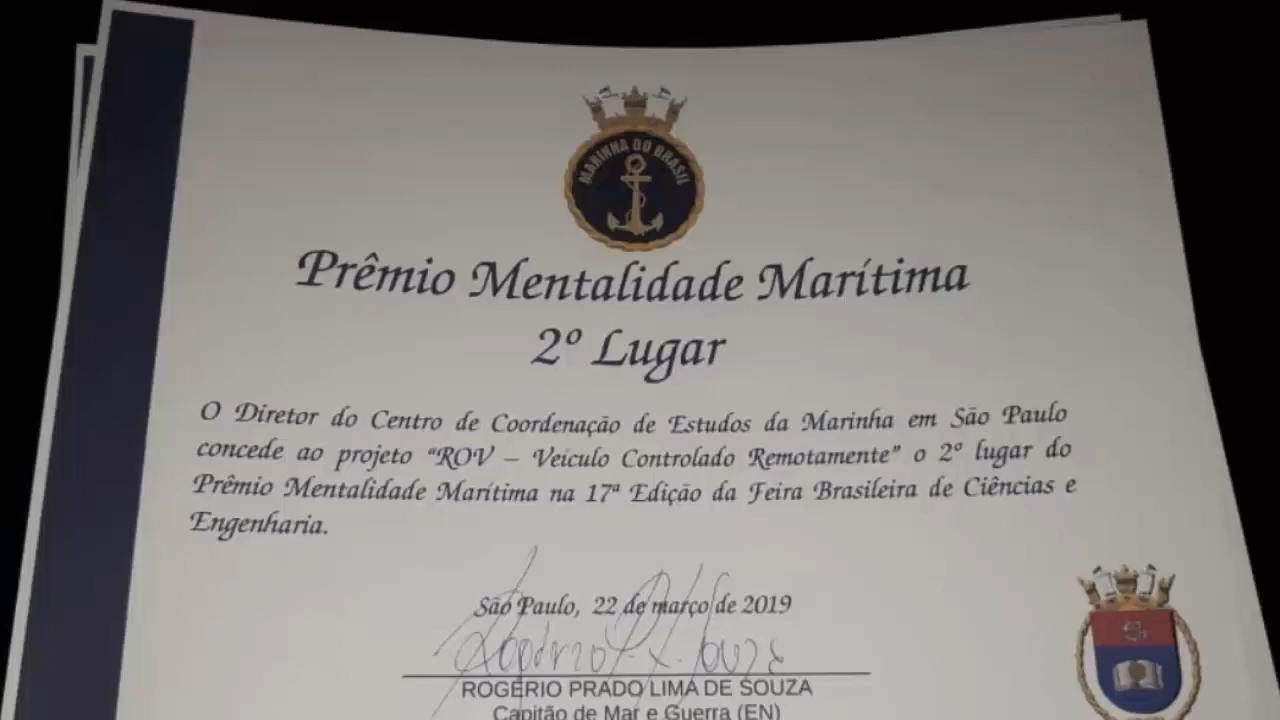 MARINHA DO BRASIL
Prêmio Mentalidade Marítima
2º Lugar
O Diretor do Centro de Coordenação de Estudos da Marinha em São Paulo
concede ao projeto “ROV – Veículo Controlado Remotamente” o 2º lugar do
Prêmio Mentalidade Marítima na 17ª Edição da Feira Brasileira de Ciências e
Engenharia.
São Paulo, 22 de março de 2019
ROGÉRIO PRADO LIMA DE SOUZA
Capitão de Mar e Guerra (EN)